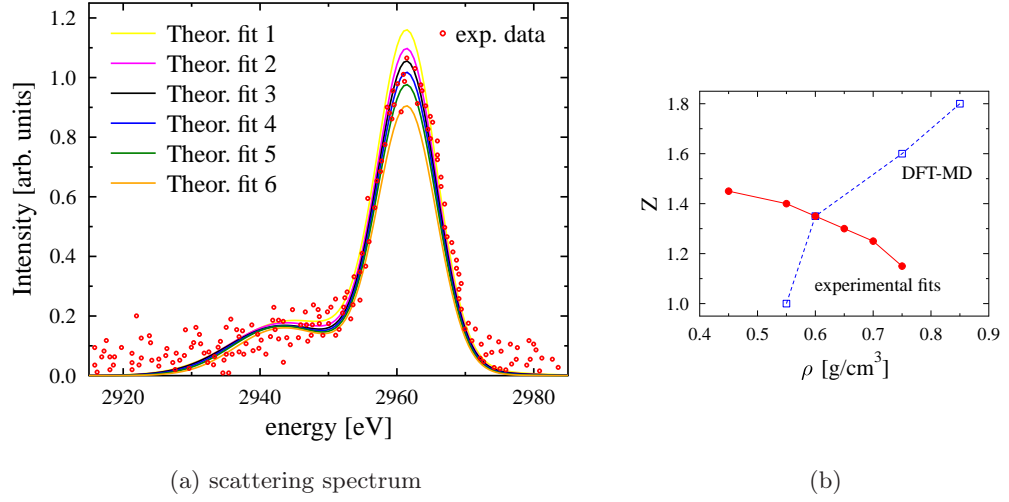 1.2
1.0
0.8
0.6
0.4
0.2
0.0
Intensity [arb. units]
Theor. fit 1
Theor. fit 2
Theor. fit 3
Theor. fit 4
Theor. fit 5
Theor. fit 6
exp. data
2920 2940 2960 2980
energy [eV]
(a) scattering spectrum
1.8
1.6
1.4
1.2
1.0
Z
DFT-MD
experimental fits
0.4 0.5 0.6 0.7 0.8 0.9
ρ [g/cm³]
(b)